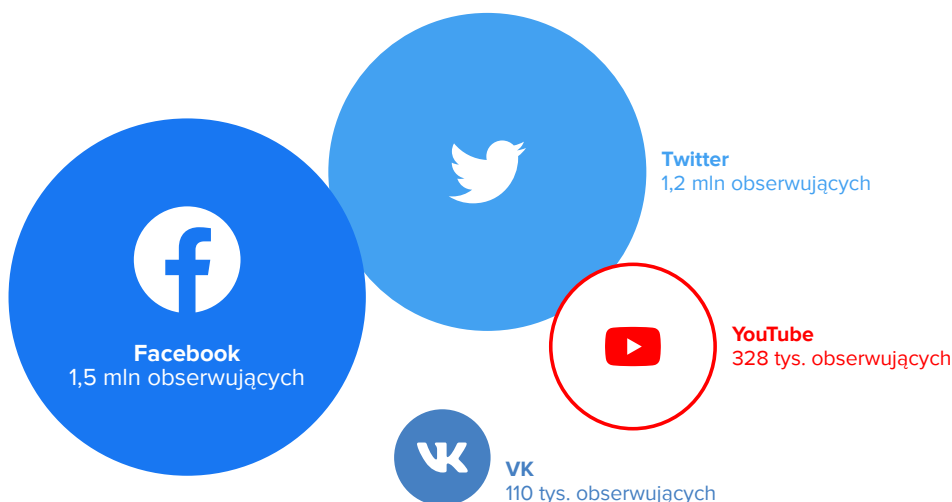 Twitter
1,2 mln obserwujących
Facebook
1,5 mln obserwujących
YouTube
328 tys. obserwujących
VK
110 tys. obserwujących